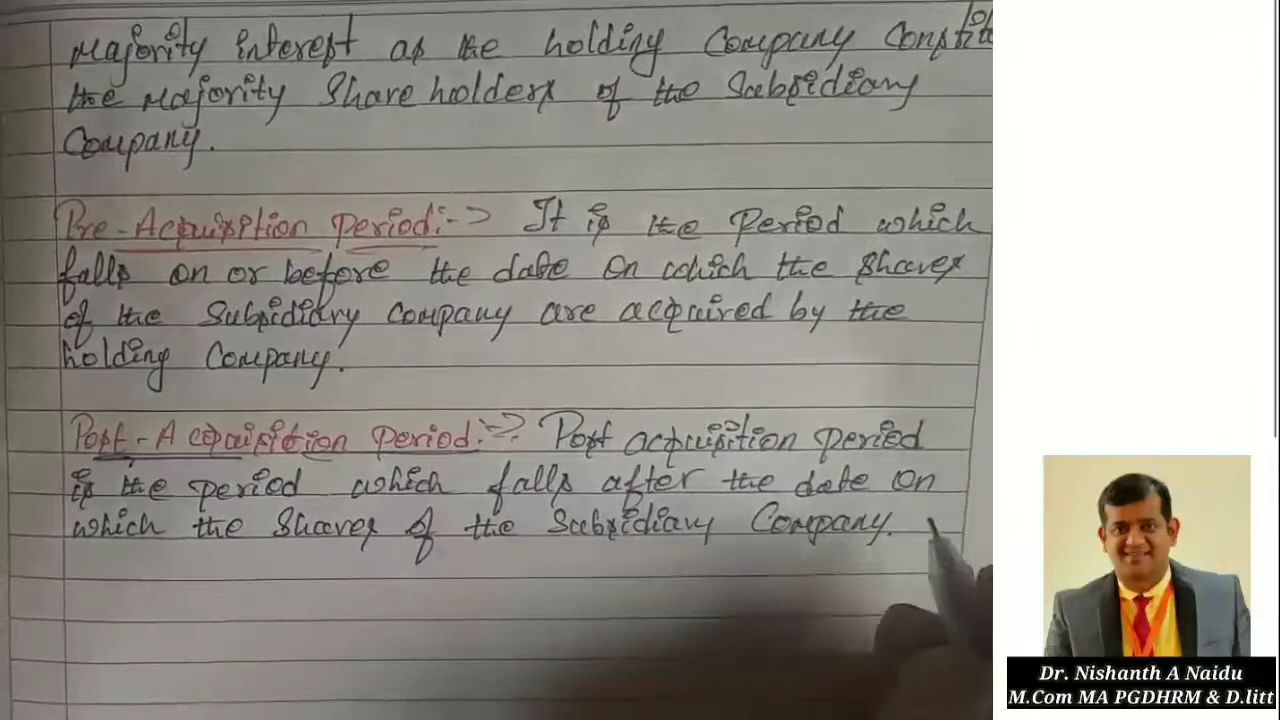 Majority interest as the holding Company
the Majority Shareholders of the Subsidiary
Company.
Pre-Acquisition Period:-> It is the Period which
falls on or before the date on which the Shares
of the Subsidiary Company are acquired by the
holding Company.
Post-Acquisition period:-> Post acquisition period
is the period which falls after the date on
which the Shares of the Subsidiary Company.
Dr. Nishanth A Naidu
M.Com MA PGDHRM & D.litt